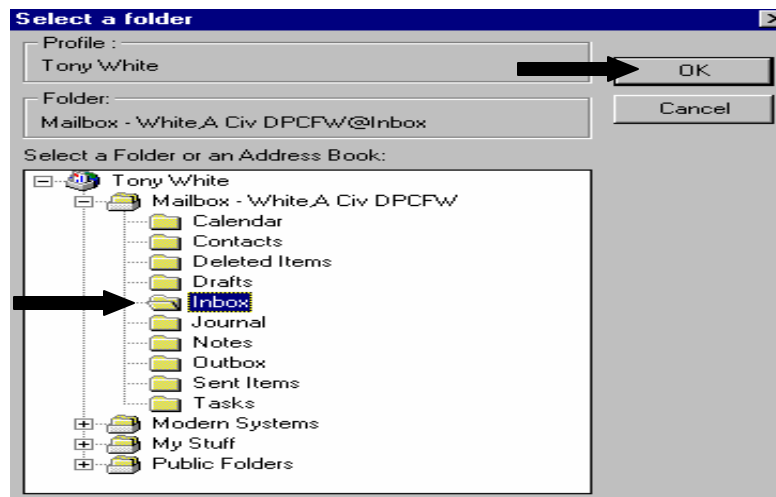 Select a folder
Profile :
Tony White
OK
Folder:
Mailbox - White,A Civ DPCFW@Inbox
Cancel
Select a Folder or an Address Book:
Tony White
Mailbox - White,A Civ DPCFW
Calendar
Contacts
Deleted Items
Drafts
Inbox
Journal
Notes
Outbox
Sent Items
Tasks
Modern Systems
My Stuff
Public Folders